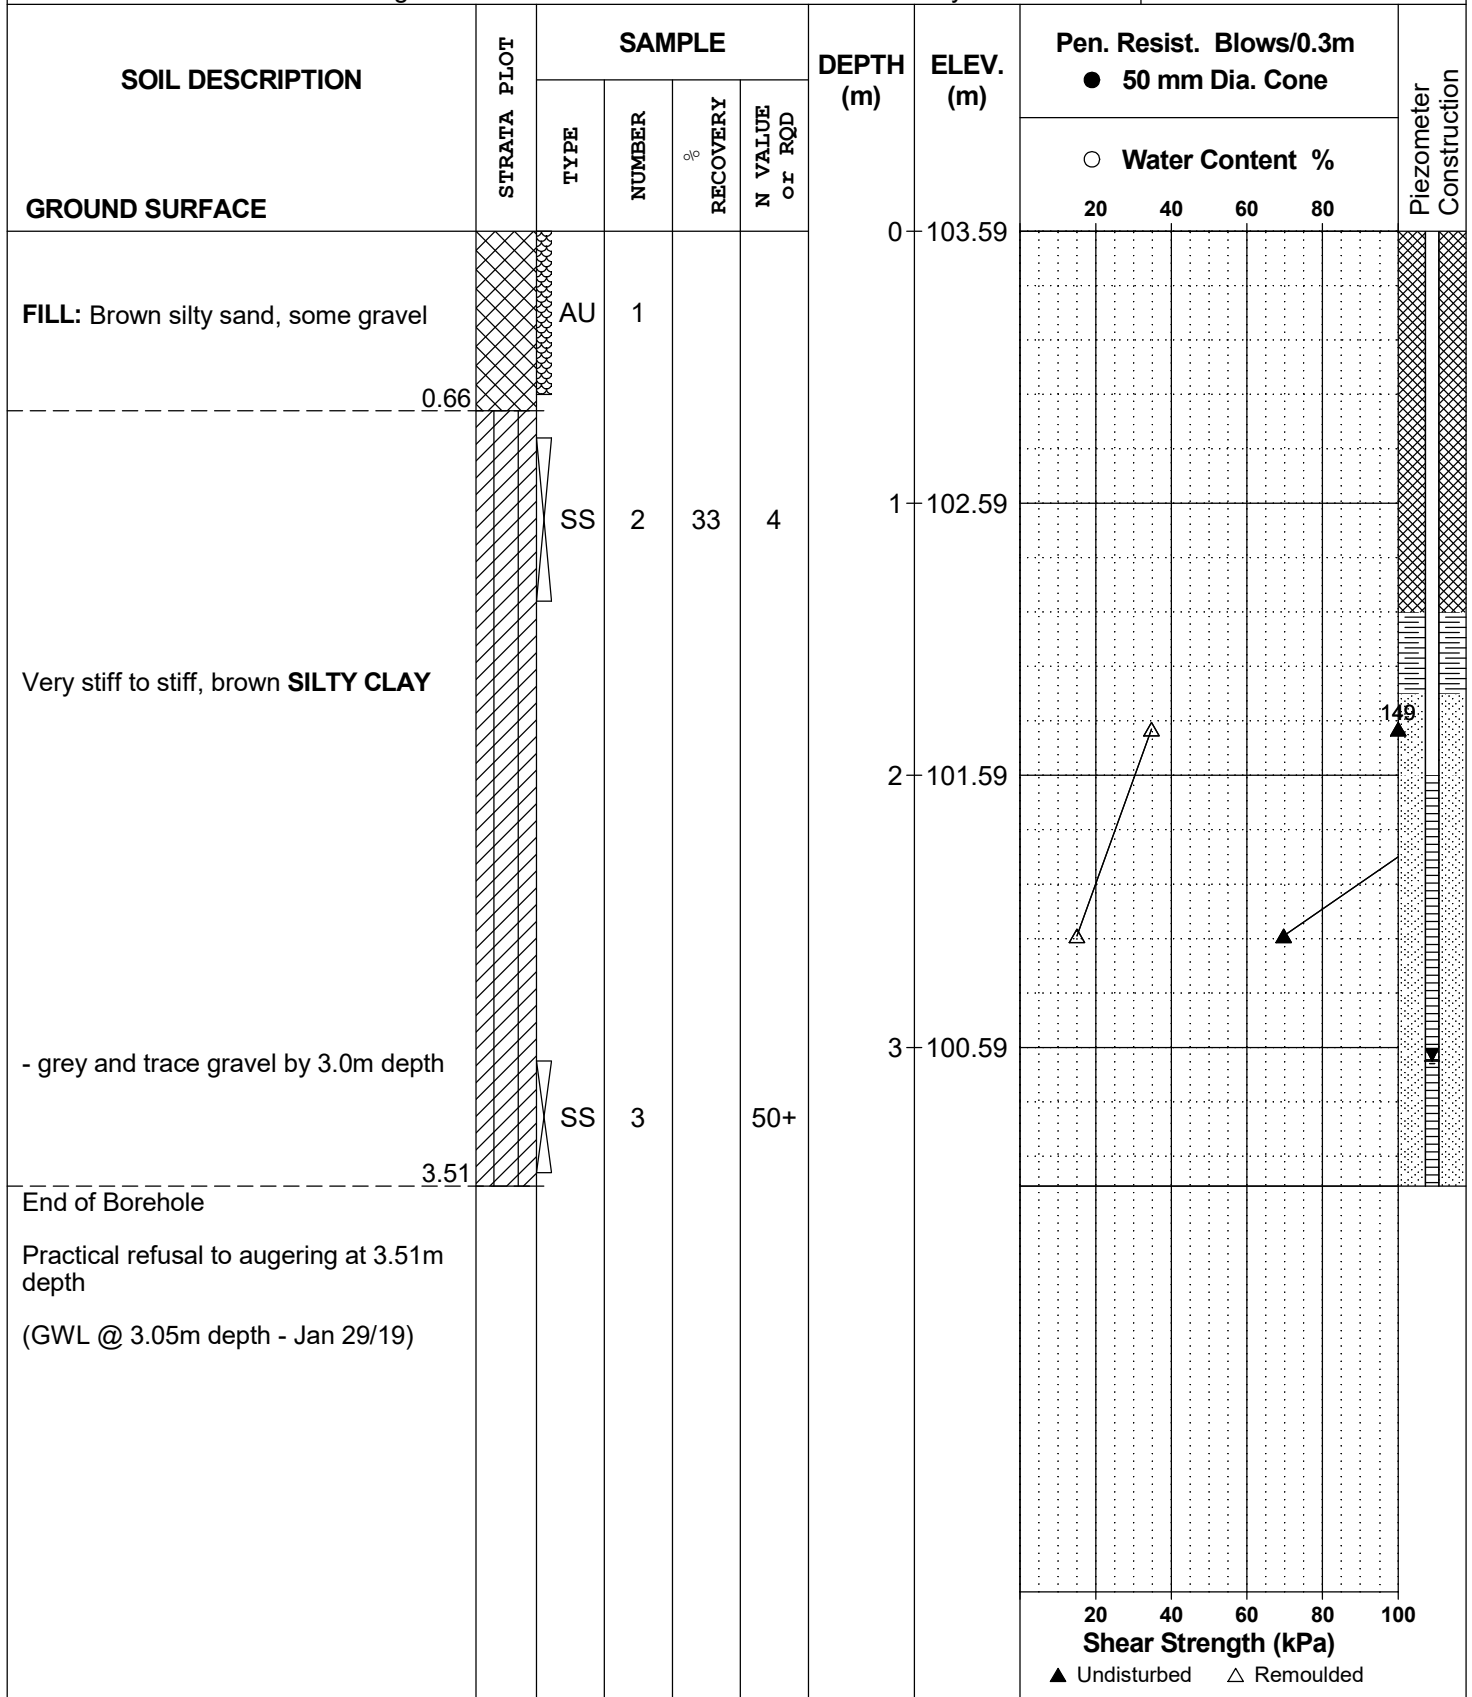 SOIL DESCRIPTION
GROUND SURFACE
STRATA PLOT
SAMPLE
TYPE
NUMBER
% RECOVERY
N VALUE or RQD
DEPTH (m)
ELEV. (m)
Pen. Resist. Blows/0.3m
● 50 mm Dia. Cone
○ Water Content %
20 40 60 80
Piezometer Construction
0 103.59
FILL: Brown silty sand, some gravel
AU 1
0.66
1 102.59
SS 2 33 4
Very stiff to stiff, brown SILTY CLAY
149
2 101.59
3 100.59
- grey and trace gravel by 3.0m depth
SS 3 50+
3.51
End of Borehole
Practical refusal to augering at 3.51m
depth
(GWL @ 3.05m depth - Jan 29/19)
20 40 60 80 100
Shear Strength (kPa)
▲ Undisturbed △ Remoulded